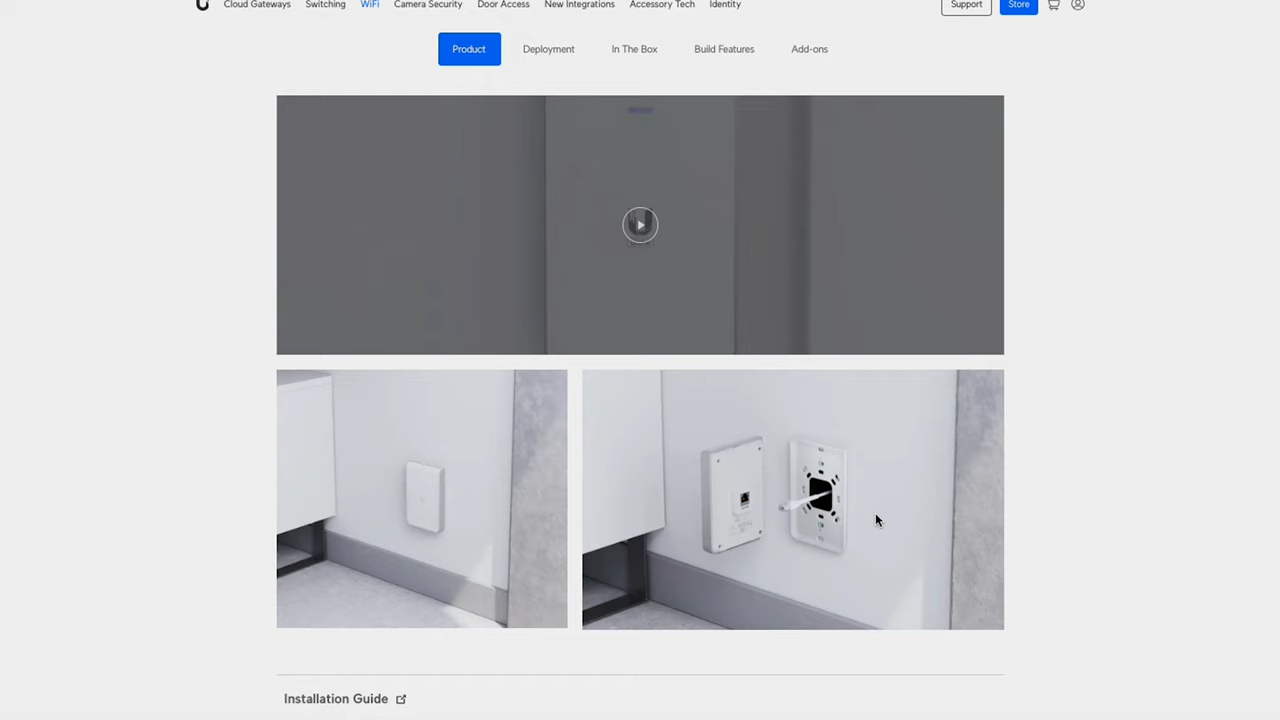 Cloud Gateways Switching WiFi Camera Security Door Access New Integrations Accessory Tech Identity Support Store
Product Deployment In The Box Build Features Add-ons
Installation Guide